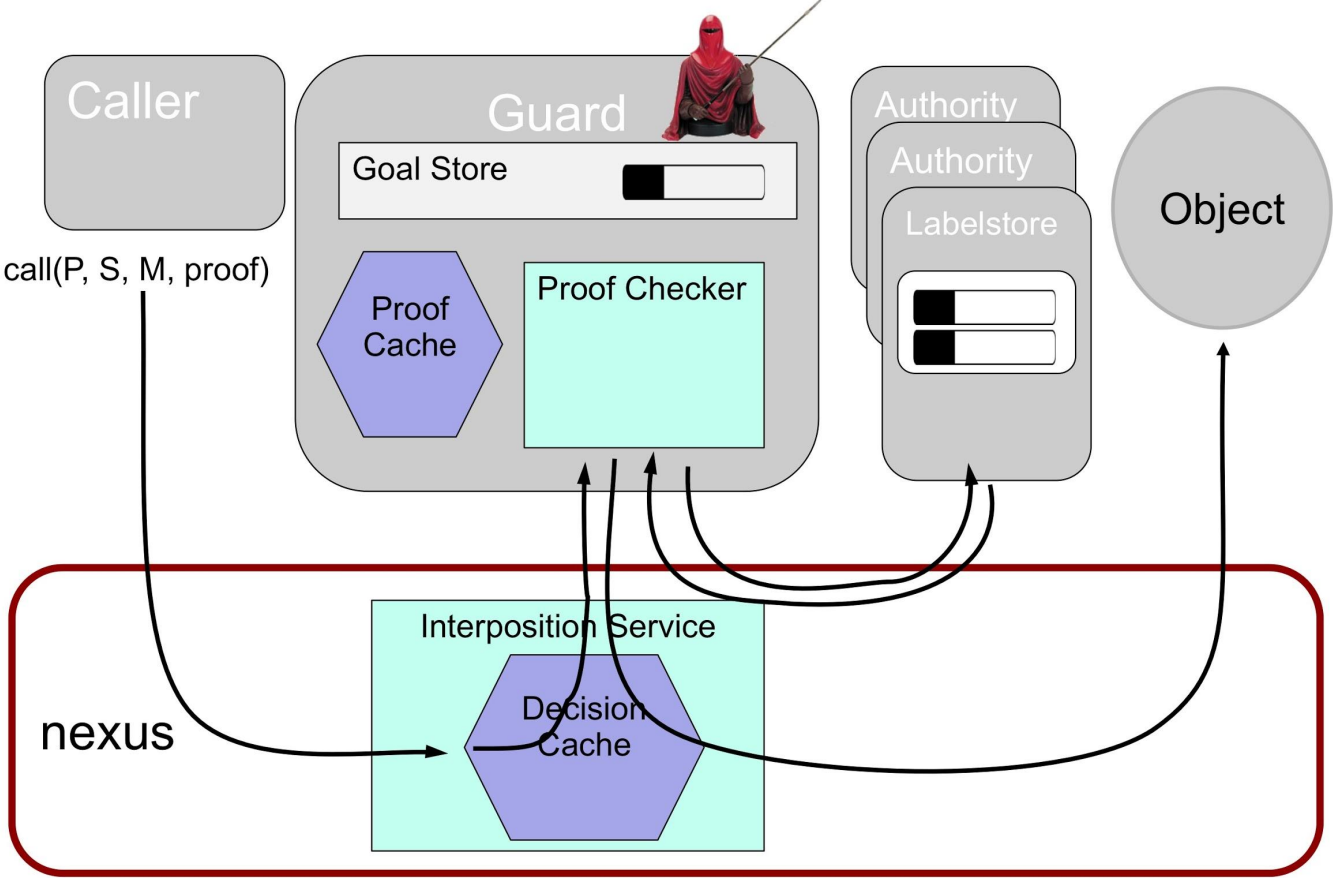 Caller
call(P, S, M, proof)
Guard
Goal Store
Proof
Cache
Proof Checker
Authority
Authority
Labelstore
Object
nexus
Interposition Service
Decision
Cache